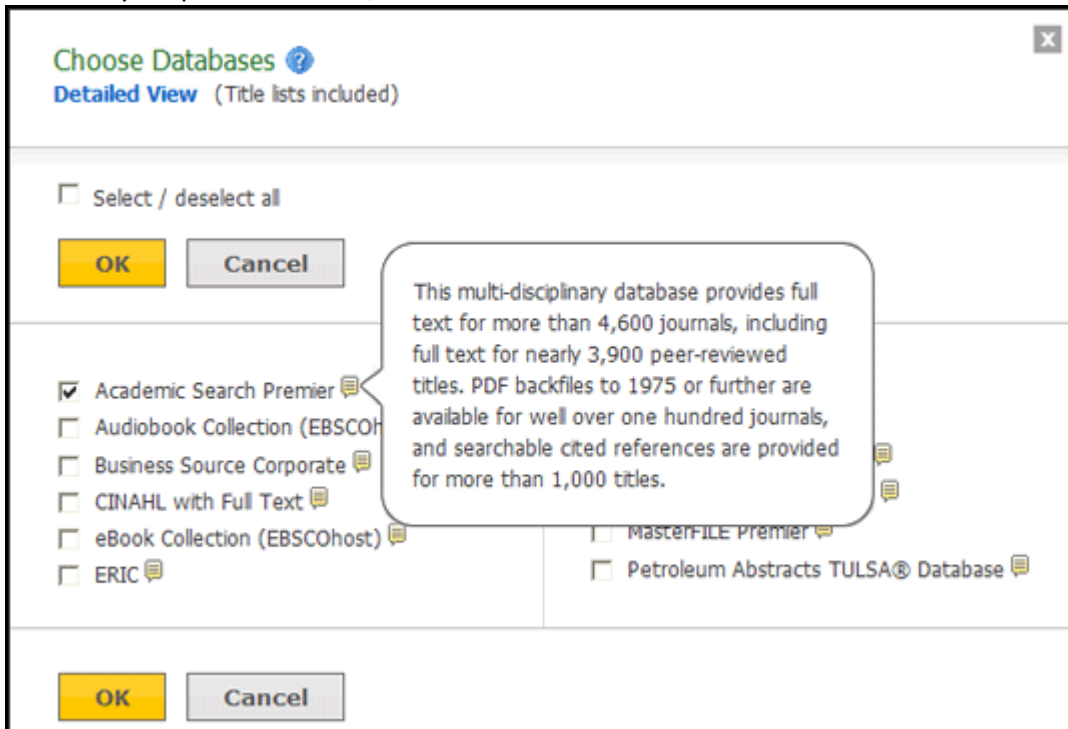 Choose Databases
Detailed View (Title lists included)
Select / deselect all
OK Cancel
This multi-disciplinary database provides full
text for more than 4,600 journals, including
full text for nearly 3,900 peer-reviewed
titles. PDF backfiles to 1975 or further are
available for well over one hundred journals,
and searchable cited references are provided
for more than 1,000 titles.
Academic Search Premier
Audiobook Collection
Business Source Corporate
CINAHL with Full Text
eBook Collection (EBSCOhost)
ERIC
MasterFILE Premier
Petroleum Abstracts TULSA® Database
OK Cancel